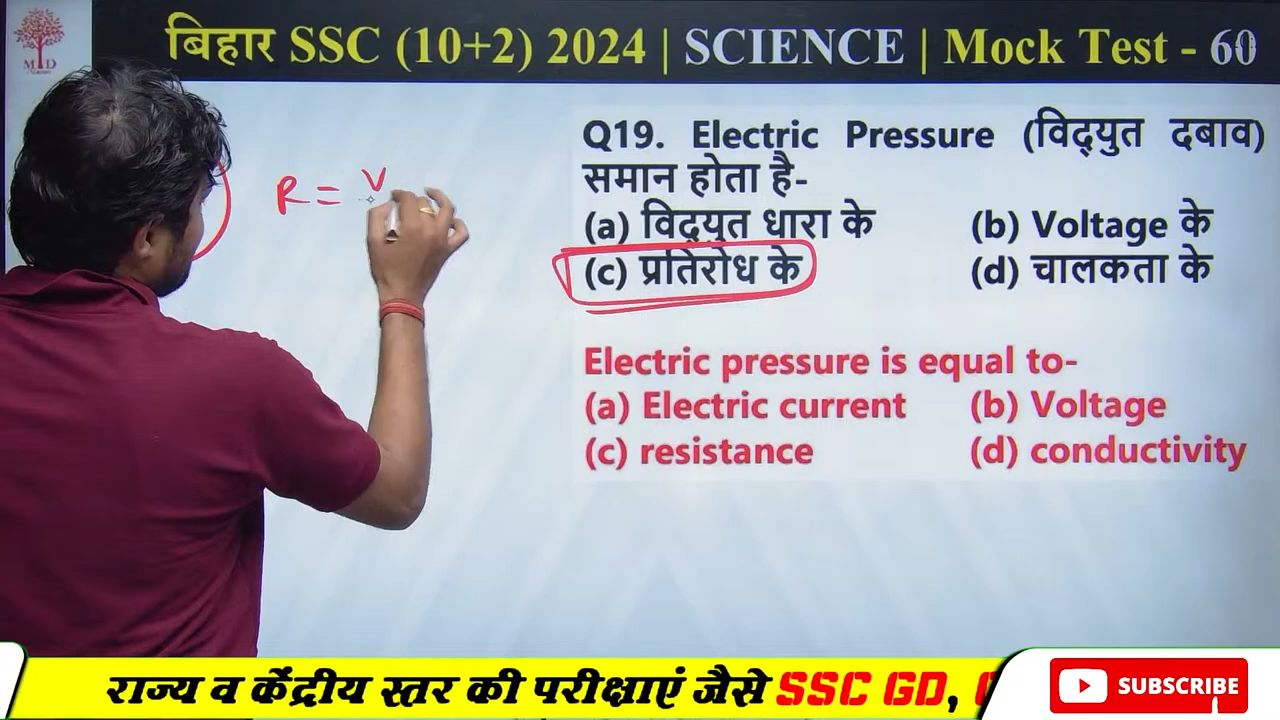 बिहार SSC (10+2) 2024 | SCIENCE | Mock Test - 60
R = V
Q19. Electric Pressure (विद्युत दबाव)
समान होता है-
(a) विद्युत धारा के (b) Voltage के
(c) प्रतिरोध के (d) चालकता के
Electric pressure is equal to-
(a) Electric current (b) Voltage
(c) resistance (d) conductivity
राज्य व केंद्रीय स्तर की परीक्षाएं जैसे SSC GD,
SUBSCRIBE